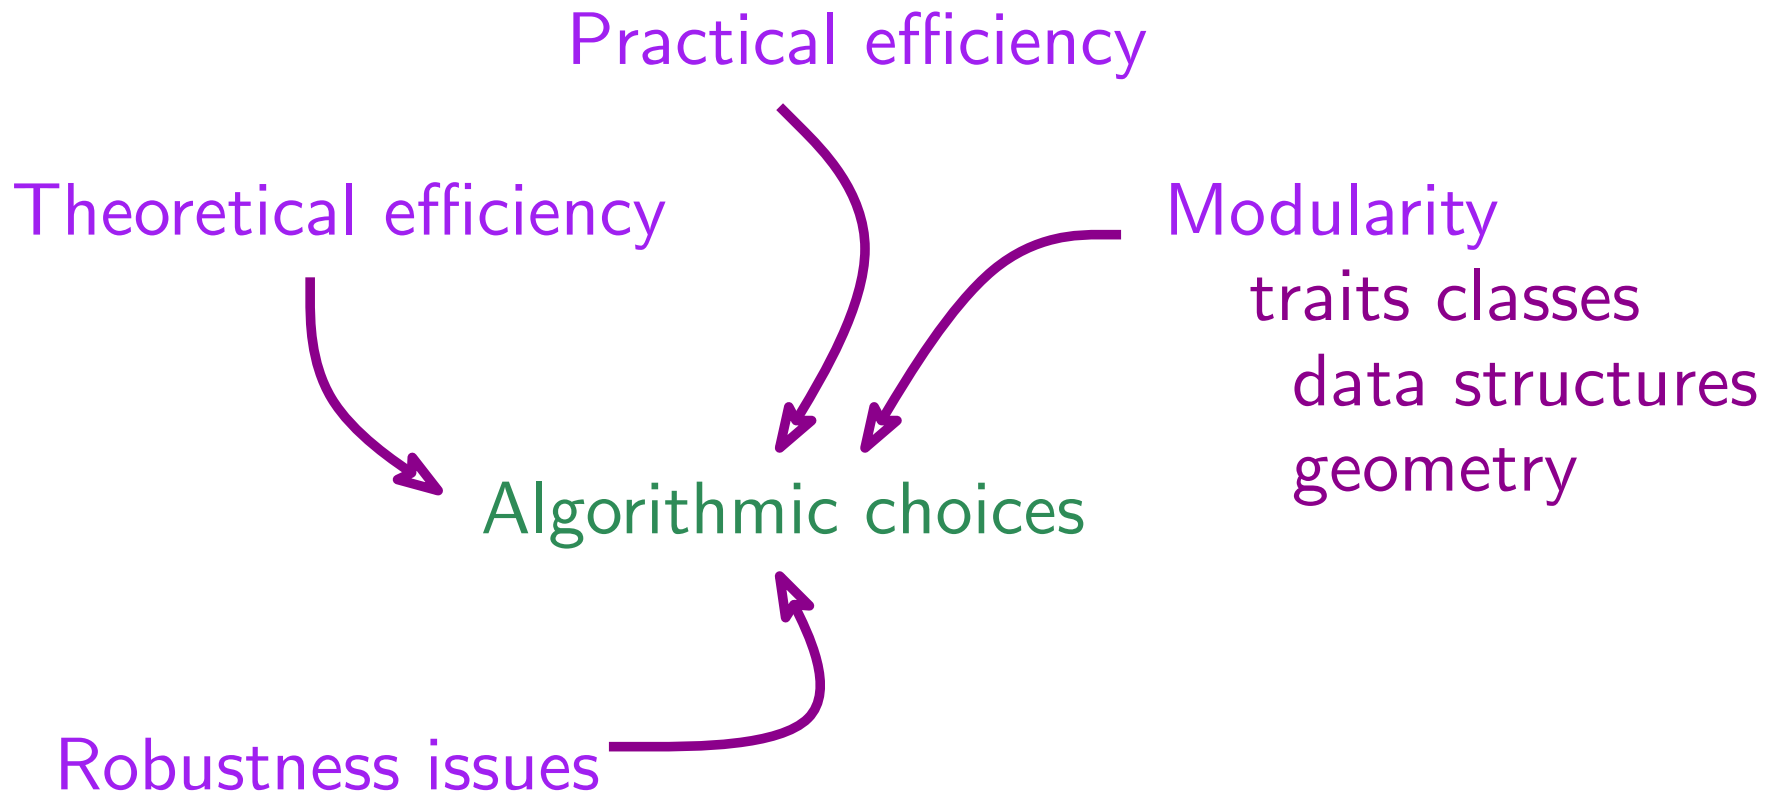 Practical efficiency
Theoretical efficiency
Modularity
traits classes
data structures
geometry
Algorithmic choices
Robustness issues